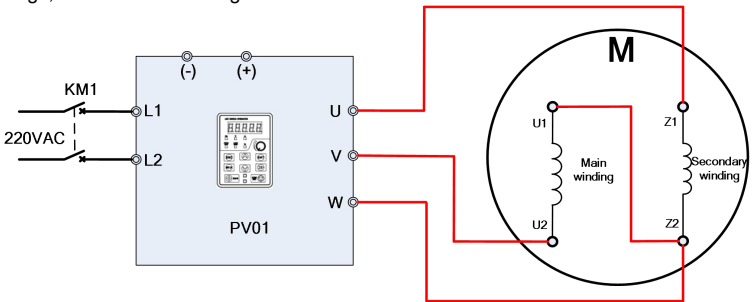 M
(-)
(+)
KM1
L1
U
U1
Z1
220VAC
V
Main
winding
Secondary
winding
L2
W
U2
Z2
PV01